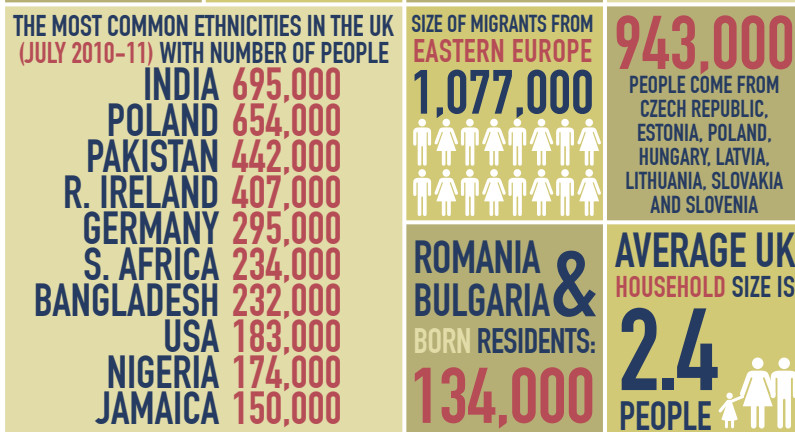 THE MOST COMMON ETHNICITIES IN THE UK
(JULY 2010-11) WITH NUMBER OF PEOPLE
INDIA 695,000
POLAND 654,000
PAKISTAN 442,000
R. IRELAND 407,000
GERMANY 295,000
S. AFRICA 234,000
BANGLADESH 232,000
USA 183,000
NIGERIA 174,000
JAMAICA 150,000
SIZE OF MIGRANTS FROM
EASTERN EUROPE
1,077,000
943,000
PEOPLE COME FROM
CZECH REPUBLIC,
ESTONIA, POLAND,
HUNGARY, LATVIA,
LITHUANIA, SLOVAKIA
AND SLOVENIA
ROMANIA &
BULGARIA
BORN RESIDENTS:
134,000
AVERAGE UK
HOUSEHOLD SIZE IS
2.4
PEOPLE